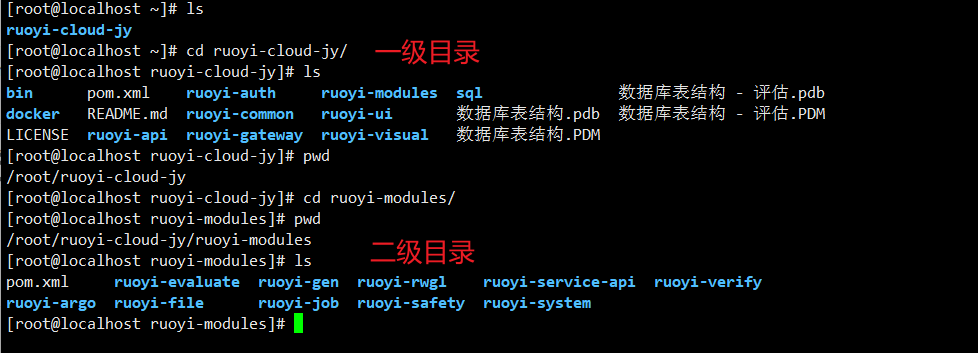 [root@localhost ~]# ls
ruoyi-cloud-jy
[root@localhost ~]# cd ruoyi-cloud-jy/ 一级目录
[root@localhost ruoyi-cloud-jy]# ls
bin pom.xml ruoyi-auth ruoyi-modules sql 数据库表结构 - 评估.pdb
docker README.md ruoyi-common ruoyi-ui 数据库表结构.pdb 数据库表结构 - 评估.PDM
LICENSE ruoyi-api ruoyi-gateway ruoyi-visual 数据库表结构.PDM
[root@localhost ruoyi-cloud-jy]# pwd
/root/ruoyi-cloud-jy
[root@localhost ruoyi-cloud-jy]# cd ruoyi-modules/
[root@localhost ruoyi-modules]# pwd
/root/ruoyi-cloud-jy/ruoyi-modules 二级目录
[root@localhost ruoyi-modules]# ls
pom.xml ruoyi-evaluate ruoyi-gen ruoyi-rwgl ruoyi-service-api ruoyi-verify
ruoyi-argo ruoyi-file ruoyi-job ruoyi-safety ruoyi-system
[root@localhost ruoyi-modules]#